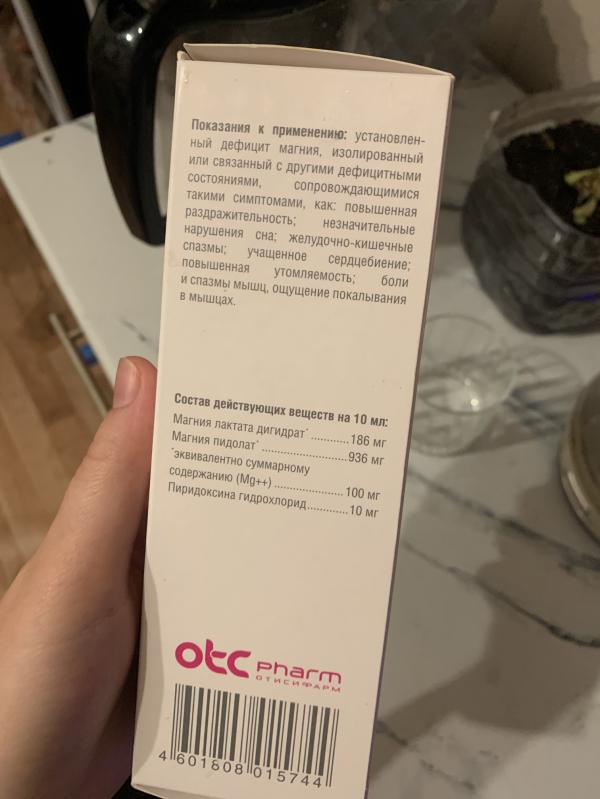 Показания к применению: установлен-
ный дефицит магния, изолированный
или связанный с другими дефицитными
состояниями, сопровождающимися
такими симптомами, как: повышенная
раздражительность; незначительные
нарушения сна; желудочно-кишечные
спазмы; учащенное сердцебиение;
повышенная утомляемость; боли
и спазмы мышц, ощущение покалывания
в мышцах.
Состав действующих веществ на 10 мл:
Магния лактата дигидрат* ............186 мг
Магния пидолат* .......................936 мг
*эквивалентно суммарному
содержанию (Mg++) ....................100 мг
Пиридоксина гидрохлорид............10 мг
otc pharm
ОТИСИФАРМ
4 601808 015744